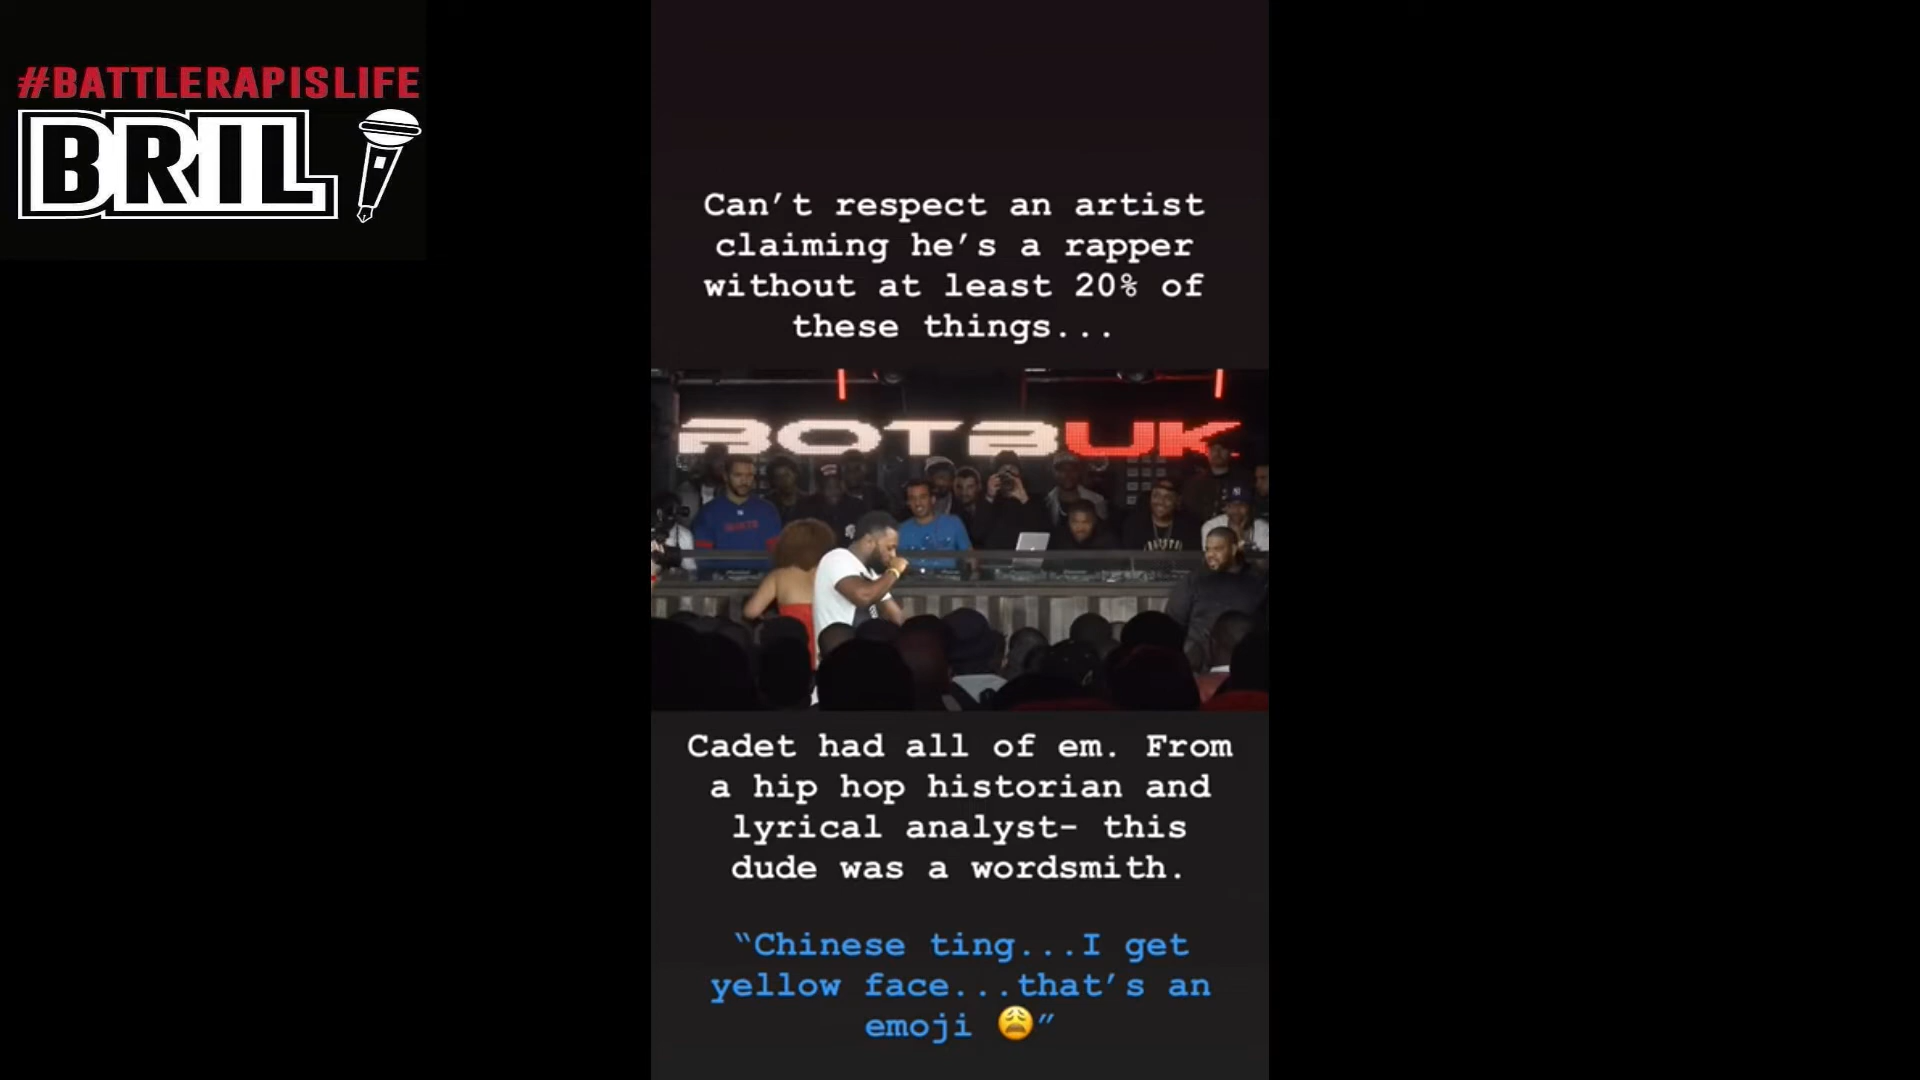 #BATTLERAPISLIFE
BRIL
Can’t respect an artist
claiming he’s a rapper
without at least 20% of
these things...
BOTBUK
Cadet had all of em. From
a hip hop historian and
lyrical analyst- this
dude was a wordsmith.
“Chinese ting...I get
yellow face...that’s an
emoji 😩”